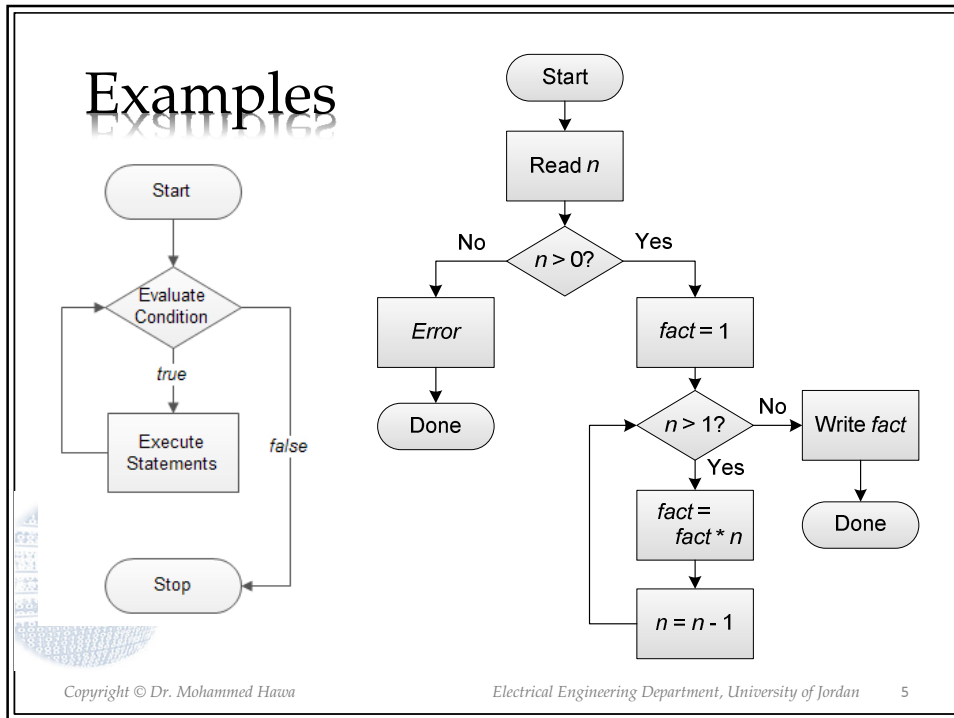 Examples
Start
Evaluate
Condition
true
Execute
Statements
false
Stop
Start
Read n
n > 0?
No
Yes
Error
Done
fact = 1
n > 1?
No
Yes
Write fact
Done
fact =
fact * n
n = n - 1
Copyright © Dr. Mohammed Hawa
Electrical Engineering Department, University of Jordan 5